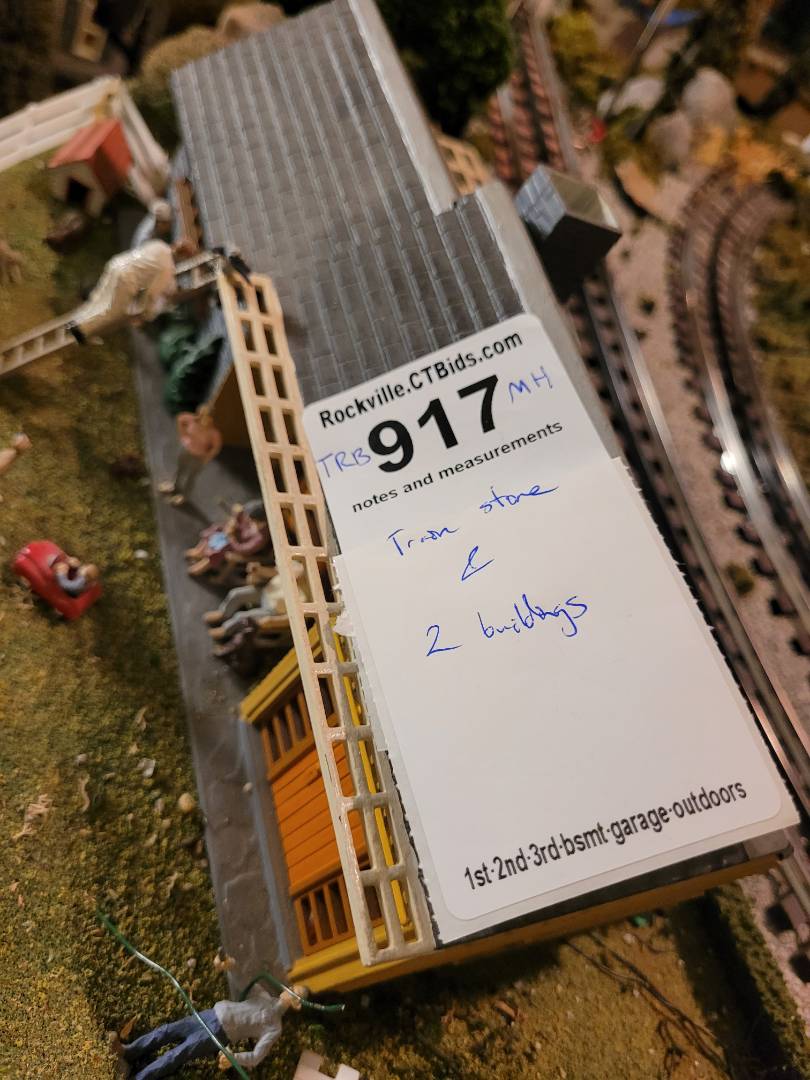 Rockville.CTBids.com
TRB 917 MH
notes and measurements
Train store
&
2 buildings
1st·2nd·3rd·bsmt·garage·outdoors